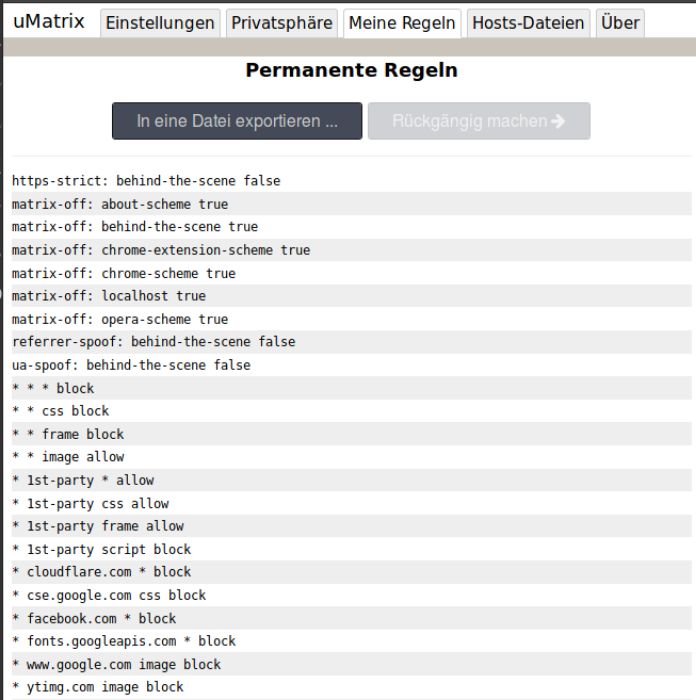 uMatrix Einstellungen Privatsphäre Meine Regeln Hosts-Dateien Über
Permanente Regeln
In eine Datei exportieren ... Rückgängig machen
https-strict: behind-the-scene false
matrix-off: about-scheme true
matrix-off: behind-the-scene true
matrix-off: chrome-extension-scheme true
matrix-off: chrome-scheme true
matrix-off: localhost true
matrix-off: opera-scheme true
referrer-spoof: behind-the-scene false
ua-spoof: behind-the-scene false
* * * block
* * css block
* * frame block
* * image allow
* 1st-party * allow
* 1st-party css allow
* 1st-party frame allow
* 1st-party script block
* cloudflare.com * block
* cse.google.com css block
* facebook.com * block
* fonts.googleapis.com * block
* www.google.com image block
* ytimg.com image block